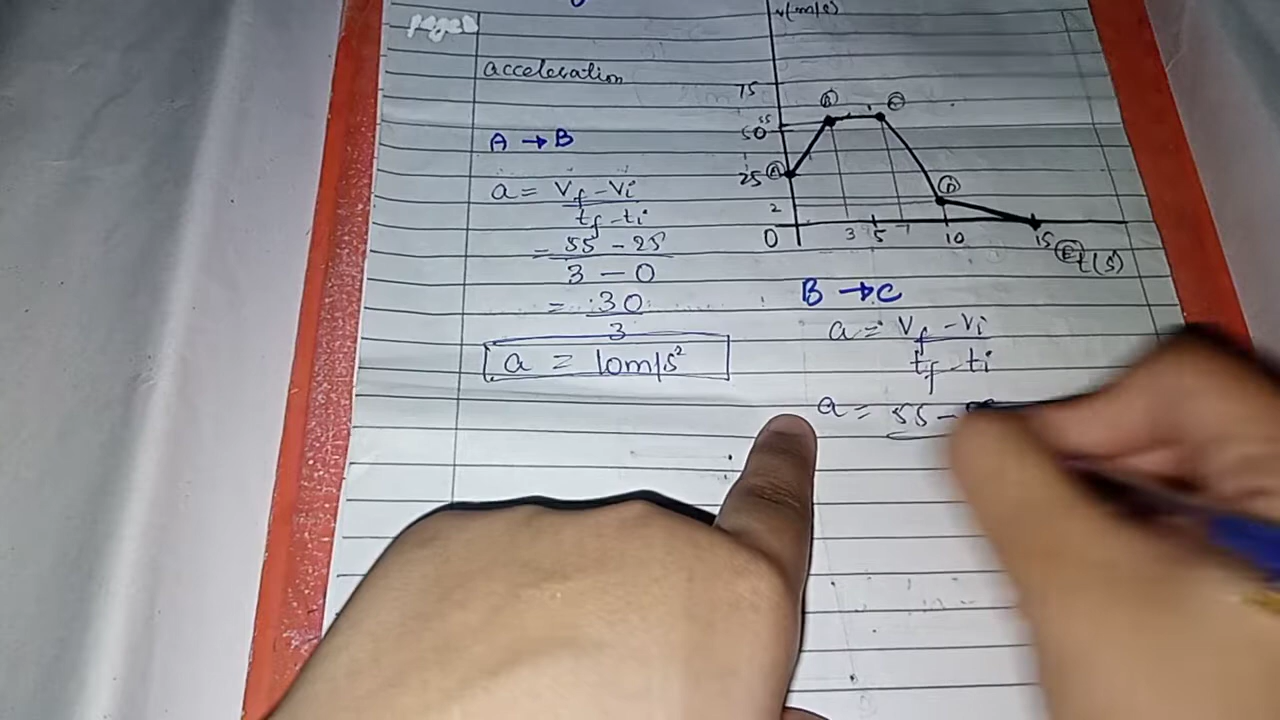 page
acceleration
A → B
a = Vf - Vi
tf - ti
= 55 - 25
3 - 0
= 30
3
a = 10m/s²
v(m/s)
75
55
50
25
2
0
3 5 7 10 15
t(s)
A
B
C
D
E
B → C
a = Vf - Vi
tf - ti
a = 55 -